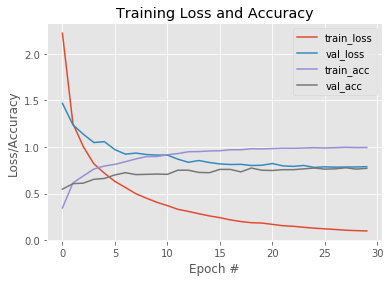 Training Loss and Accuracy
train_loss
val_loss
train_acc
val_acc
Loss/Accuracy
2.0
1.5
1.0
0.5
0.0
0 5 10 15 20 25 30
Epoch #